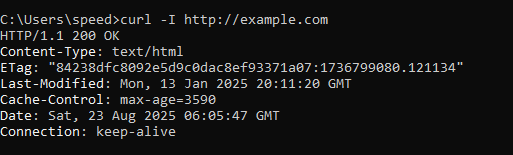 C:\Users\speed>curl -I http://example.com
HTTP/1.1 200 OK
Content-Type: text/html
ETag: "84238dfc8092e5d9c0dac8ef93371a07:1736799080.121134"
Last-Modified: Mon, 13 Jan 2025 20:11:20 GMT
Cache-Control: max-age=3590
Date: Sat, 23 Aug 2025 06:05:47 GMT
Connection: keep-alive